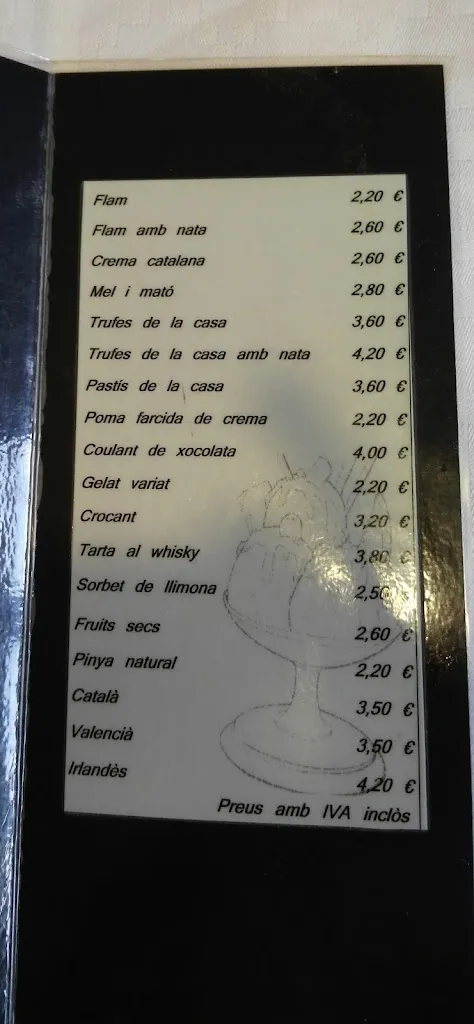 Flam 2,20 €
Flam amb nata 2,60 €
Crema catalana 2,60 €
Mel i mató 2,80 €
Trufes de la casa 3,60 €
Trufes de la casa amb nata 4,20 €
Pastís de la casa 3,60 €
Poma farcida de crema 2,20 €
Coulant de xocolata 4,00 €
Gelat variat 2,20 €
Crocant 3,20 €
Tarta al whisky 3,80 €
Sorbet de llimona 2,50
Fruits secs 2,60 €
Pinya natural 2,20 €
Català 3,50 €
Valencià 3,50 €
Irlandès 4,20 €
Preus amb IVA inclòs